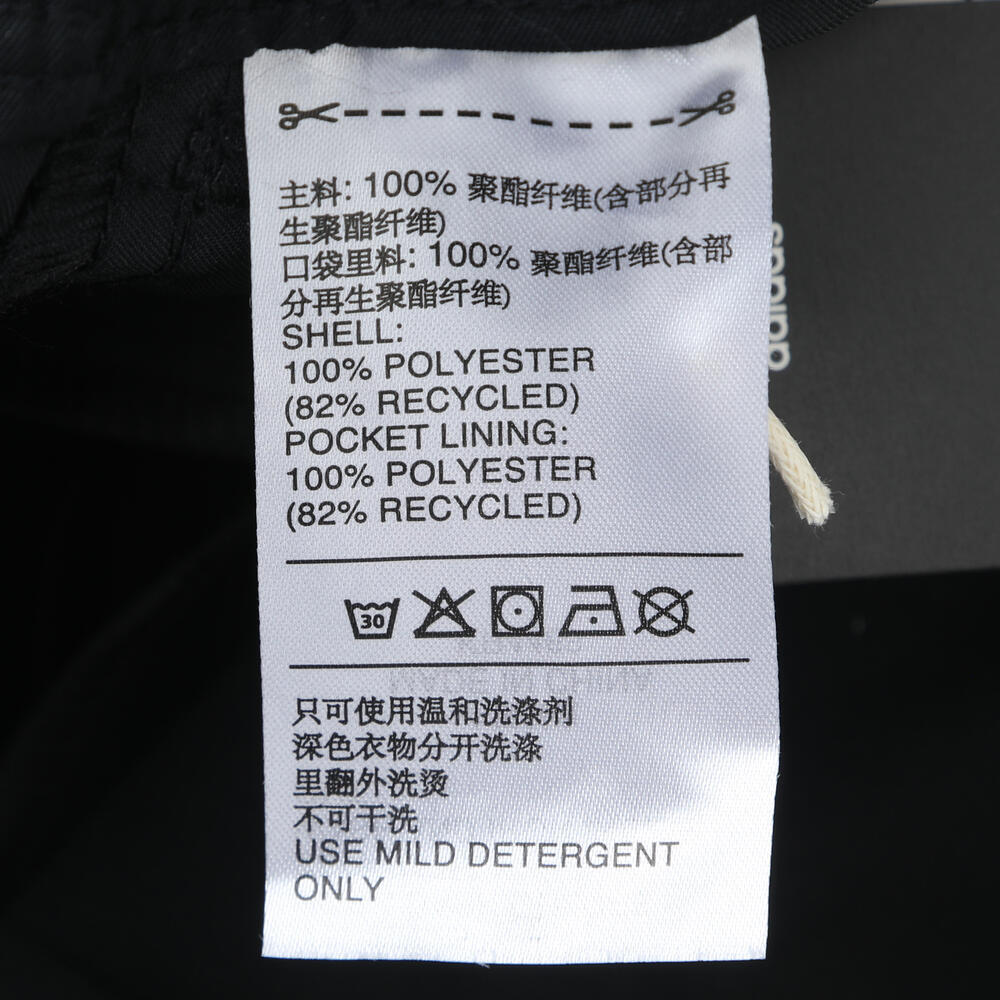 主料: 100% 聚酯纤维(含部分再
生聚酯纤维)
口袋里料: 100% 聚酯纤维(含部
分再生聚酯纤维)
SHELL:
100% POLYESTER
(82% RECYCLED)
POCKET LINING:
100% POLYESTER
(82% RECYCLED)
30
只可使用温和洗涤剂
深色衣物分开洗涤
里翻外洗烫
不可干洗
USE MILD DETERGENT
ONLY
adidas